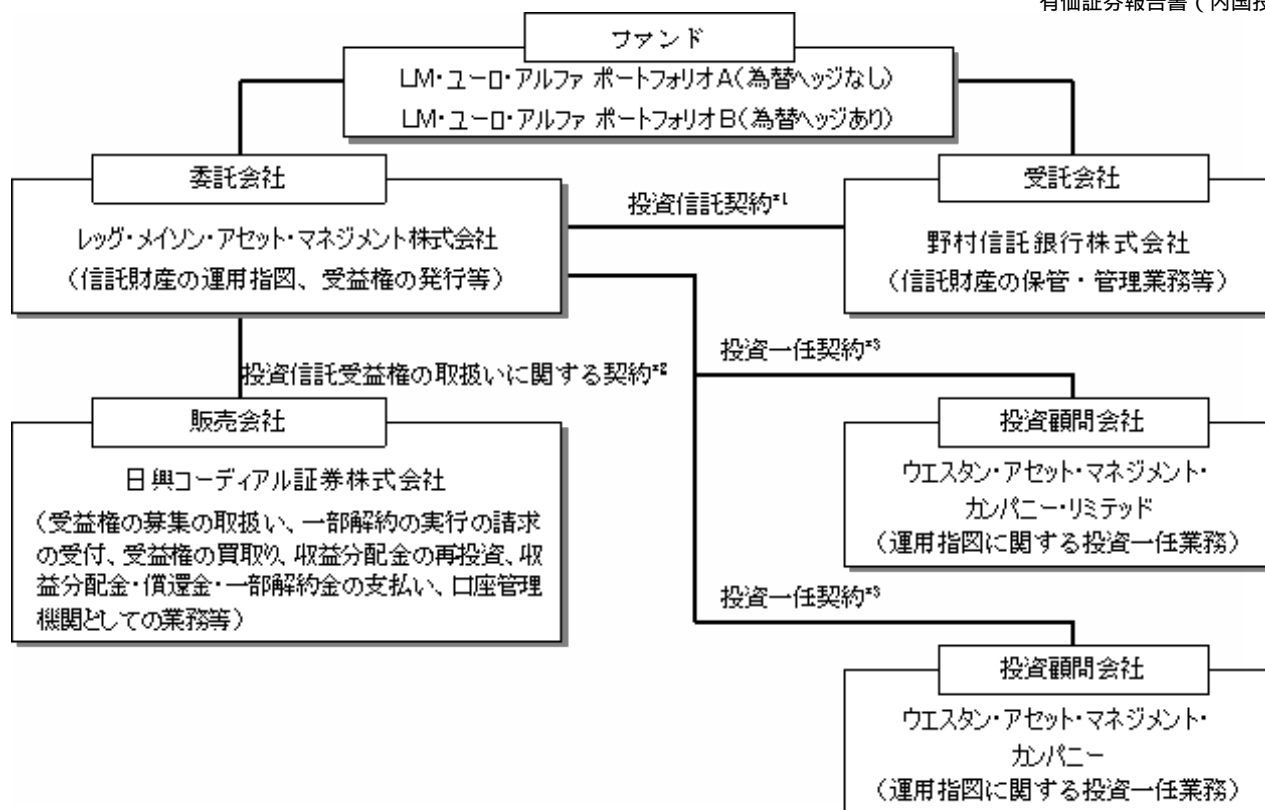 有価証券報告書(内国投
ファンド
LM・ユーロ・アルファ ポートフォリオA(為替ヘッジなし)
LM・ユーロ・アルファ ポートフォリオB(為替ヘッジあり)
委託会社
レッグ・メイソン・アセット・マネジメント株式会社
(信託財産の運用指図、受益権の発行等)
投資信託契約*1
受託会社
野村信託銀行株式会社
(信託財産の保管・管理業務等)
投資信託受益権の取扱いに関する契約*2
投資一任契約*3
販売会社
日興コーディアル証券株式会社
(受益権の募集の取扱い、一部解約の実行の請求
の受付、受益権の買取り、収益分配金の再投資、収
益分配金・償還金・一部解約金の支払い、口座管理
機関としての業務等)
投資顧問会社
ウエスタン・アセット・マネジメント・
カンパニー・リミテッド
(運用指図に関する投資一任業務)
投資一任契約*3
投資顧問会社
ウエスタン・アセット・マネジメント・
カンパニー
(運用指図に関する投資一任業務)